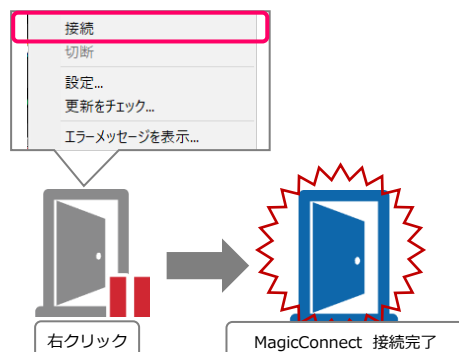 接続
切断
設定...
更新をチェック...
エラーメッセージを表示...
右クリック
MagicConnect 接続完了